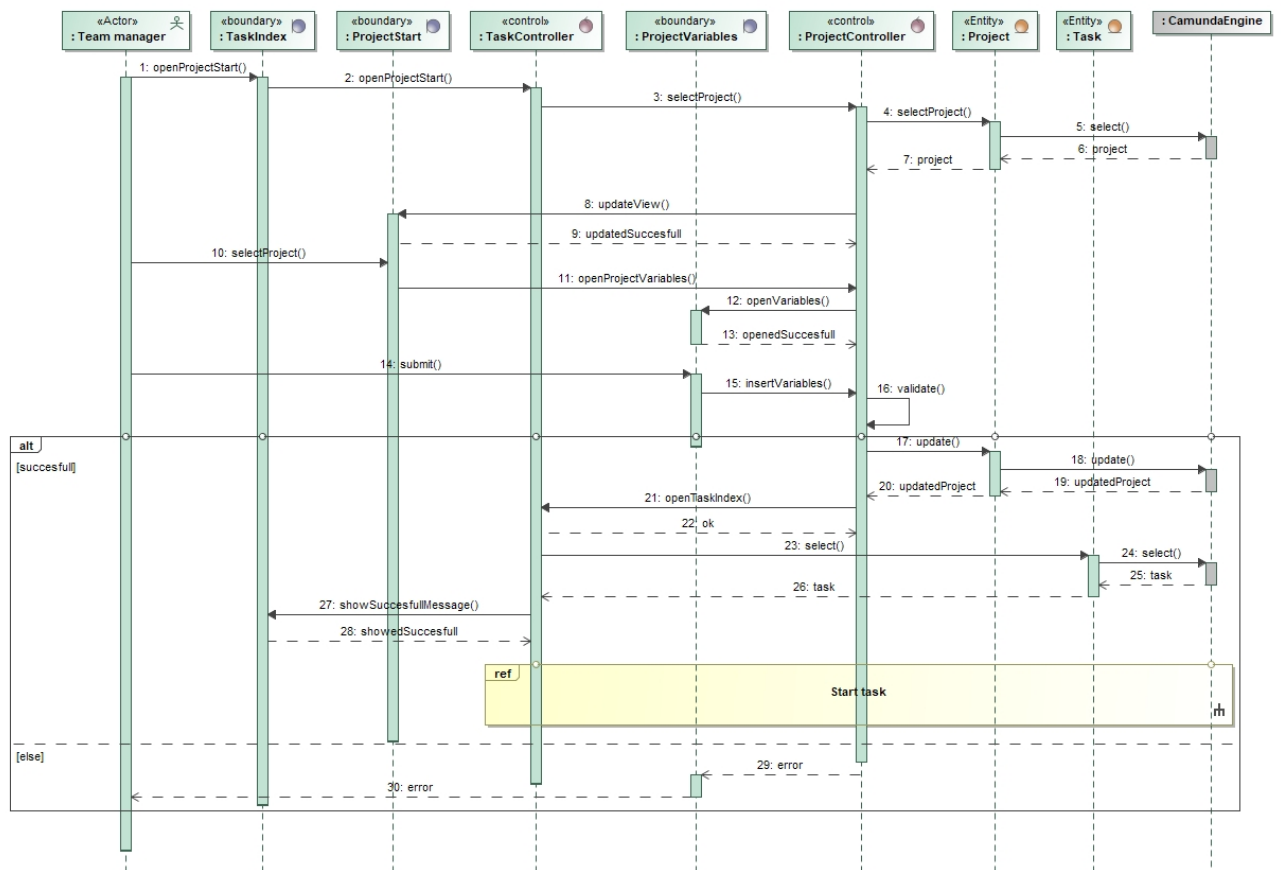 «Actor»
: Team manager
«boundary»
: TaskIndex
«boundary»
: ProjectStart
«control»
: TaskController
«boundary»
: ProjectVariables
«control»
: ProjectController
«Entity»
: Project
«Entity»
: Task
: CamundaEngine
1: openProjectStart()
2: openProjectStart()
3: selectProject()
4: selectProject()
5: select()
6: project
7: project
8: updateView()
9: updatedSuccesfull
10: selectProject()
11: openProjectVariables()
12: openVariables()
13: openedSuccesfull
14: submit()
15: insertVariables()
16: validate()
alt
[succesfull]
17: update()
18: update()
19: updatedProject
20: updatedProject
21: openTaskIndex()
22: ok
23: select()
24: select()
25: task
26: task
27: showSuccesfullMessage()
28: showedSuccesfull
ref
Start task
[else]
29: error
30: error